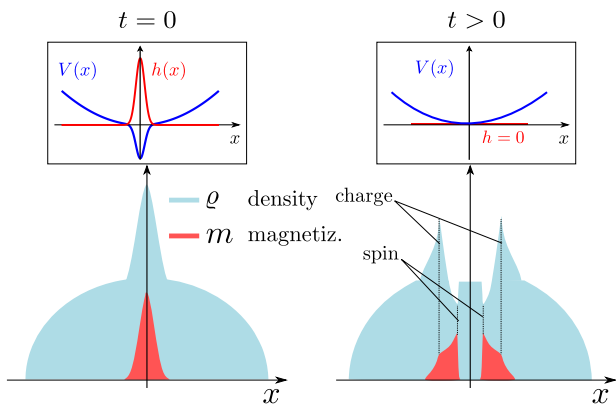 t = 0
t > 0
V(x)
h(x)
x
V(x)
h = 0
x
ϱ density
m magnetiz.
charge
spin
x
x